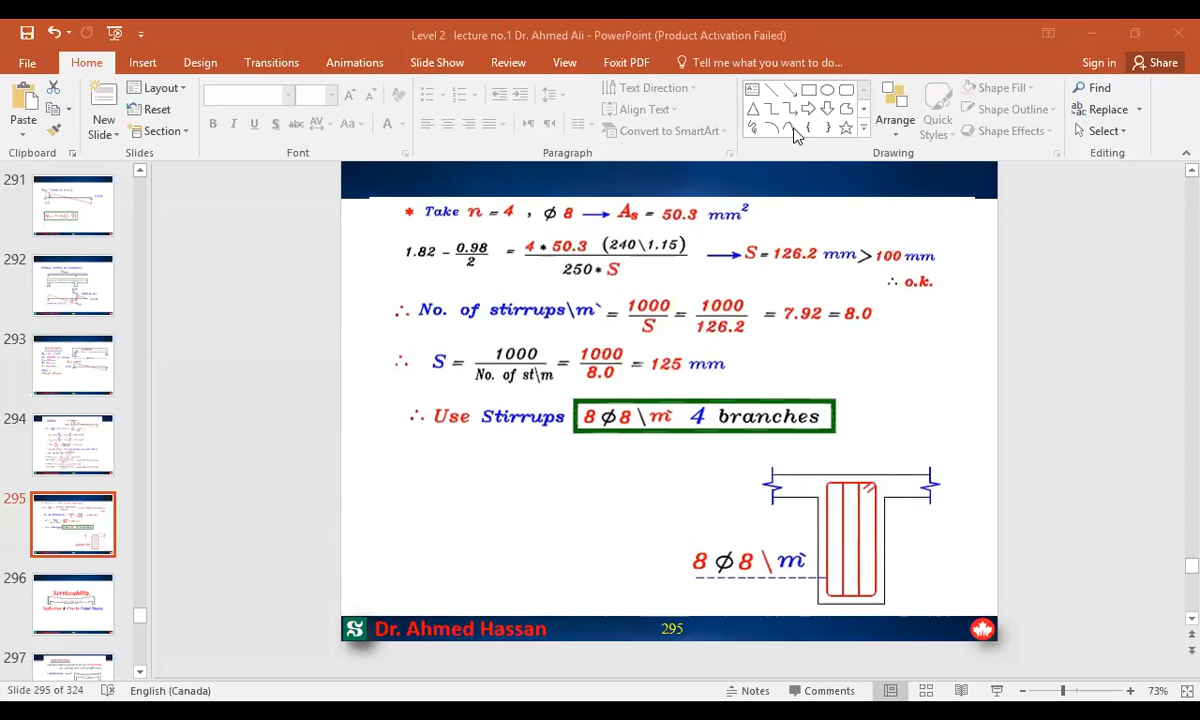 Level 2 lecture no.1 Dr. Ahmed Ali - PowerPoint (Product Activation Failed)
File Home Insert Design Transitions Animations Slide Show Review View Foxit PDF Tell me what you want to do... Sign in Share
Paste
New Slide
Layout
Reset
Section
B I U S abc AV Aa A
Text Direction
Align Text
Convert to SmartArt
Arrange
Quick Styles
Shape Fill
Shape Outline
Shape Effects
Find
Replace
Select
Clipboard Slides Font Paragraph Drawing Editing
291
292
293
294
295
296
Serviceability.
297
* Take n = 4 , ϕ 8 → As = 50.3 mm²
1.82 - 0.98/2 = 4 * 50.3 (240\1.15) / 250 * S → S = 126.2 mm > 100 mm
∴ o.k.
∴ No. of stirrups\m` = 1000/S = 1000/126.2 = 7.92 = 8.0
∴ S = 1000/No. of st\m = 1000/8.0 = 125 mm
∴ Use Stirrups 8 ϕ 8 \ m` 4 branches
8 ϕ 8 \ m`
S Dr. Ahmed Hassan 295
Slide 295 of 324 English (Canada) Notes Comments 73%